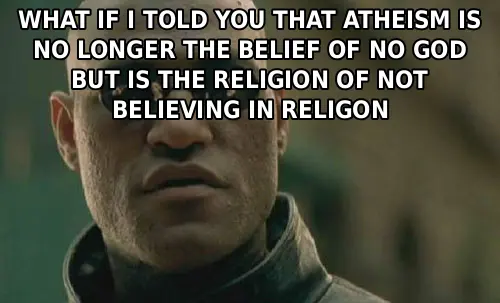 WHAT IF I TOLD YOU THAT ATHEISM IS
NO LONGER THE BELIEF OF NO GOD
BUT IS THE RELIGION OF NOT
BELIEVING IN RELIGON